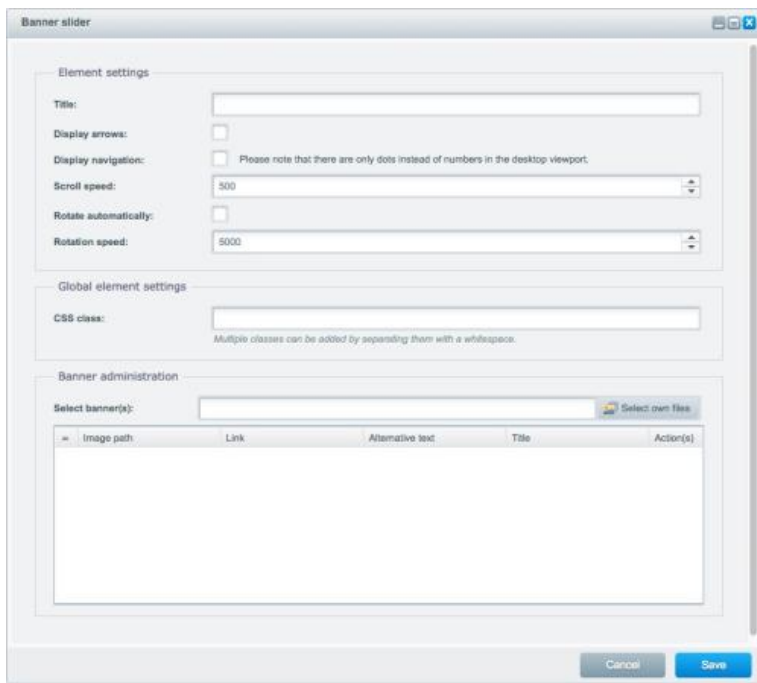 Banner slider
Element settings
Title:
Display arrows:
Display navigation: Please note that there are only dots instead of numbers in the desktop viewport.
Scroll speed: 500
Rotate automatically:
Rotation speed: 5000
Global element settings
CSS class:
Multiple classes can be added by separating them with a whitespace.
Banner administration
Select banner(s): Select own files
Image path Link Alternative text Title Action(s)
Cancel Save